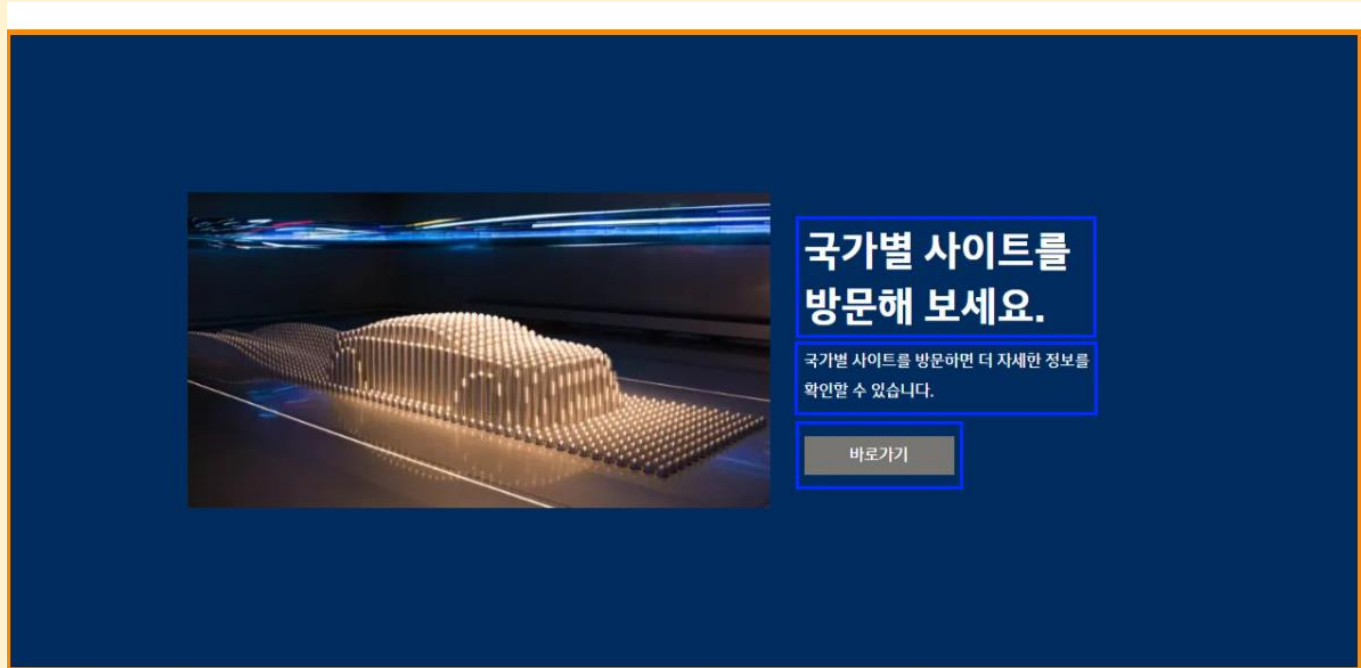 국가별 사이트를
방문해 보세요.
국가별 사이트를 방문하면 더 자세한 정보를
확인할 수 있습니다.
바로가기